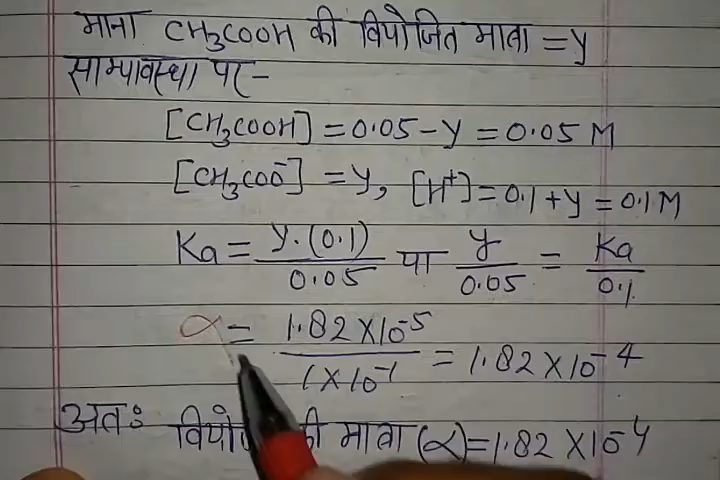 माना CH₃COOH की वियोजित मात्रा = y
साम्यावस्था पर-
[CH₃COOH] = 0.05 - y = 0.05 M
[CH₃COO⁻] = y, [H⁺] = 0.1 + y = 0.1 M
Ka = y·(0.1)/0.05 या y/0.05 = Ka/0.1
α = 1.82 × 10⁻⁵/1 × 10⁻¹ = 1.82 × 10⁻⁴
अतः की मात्रा (α) = 1.82 × 10⁻⁴